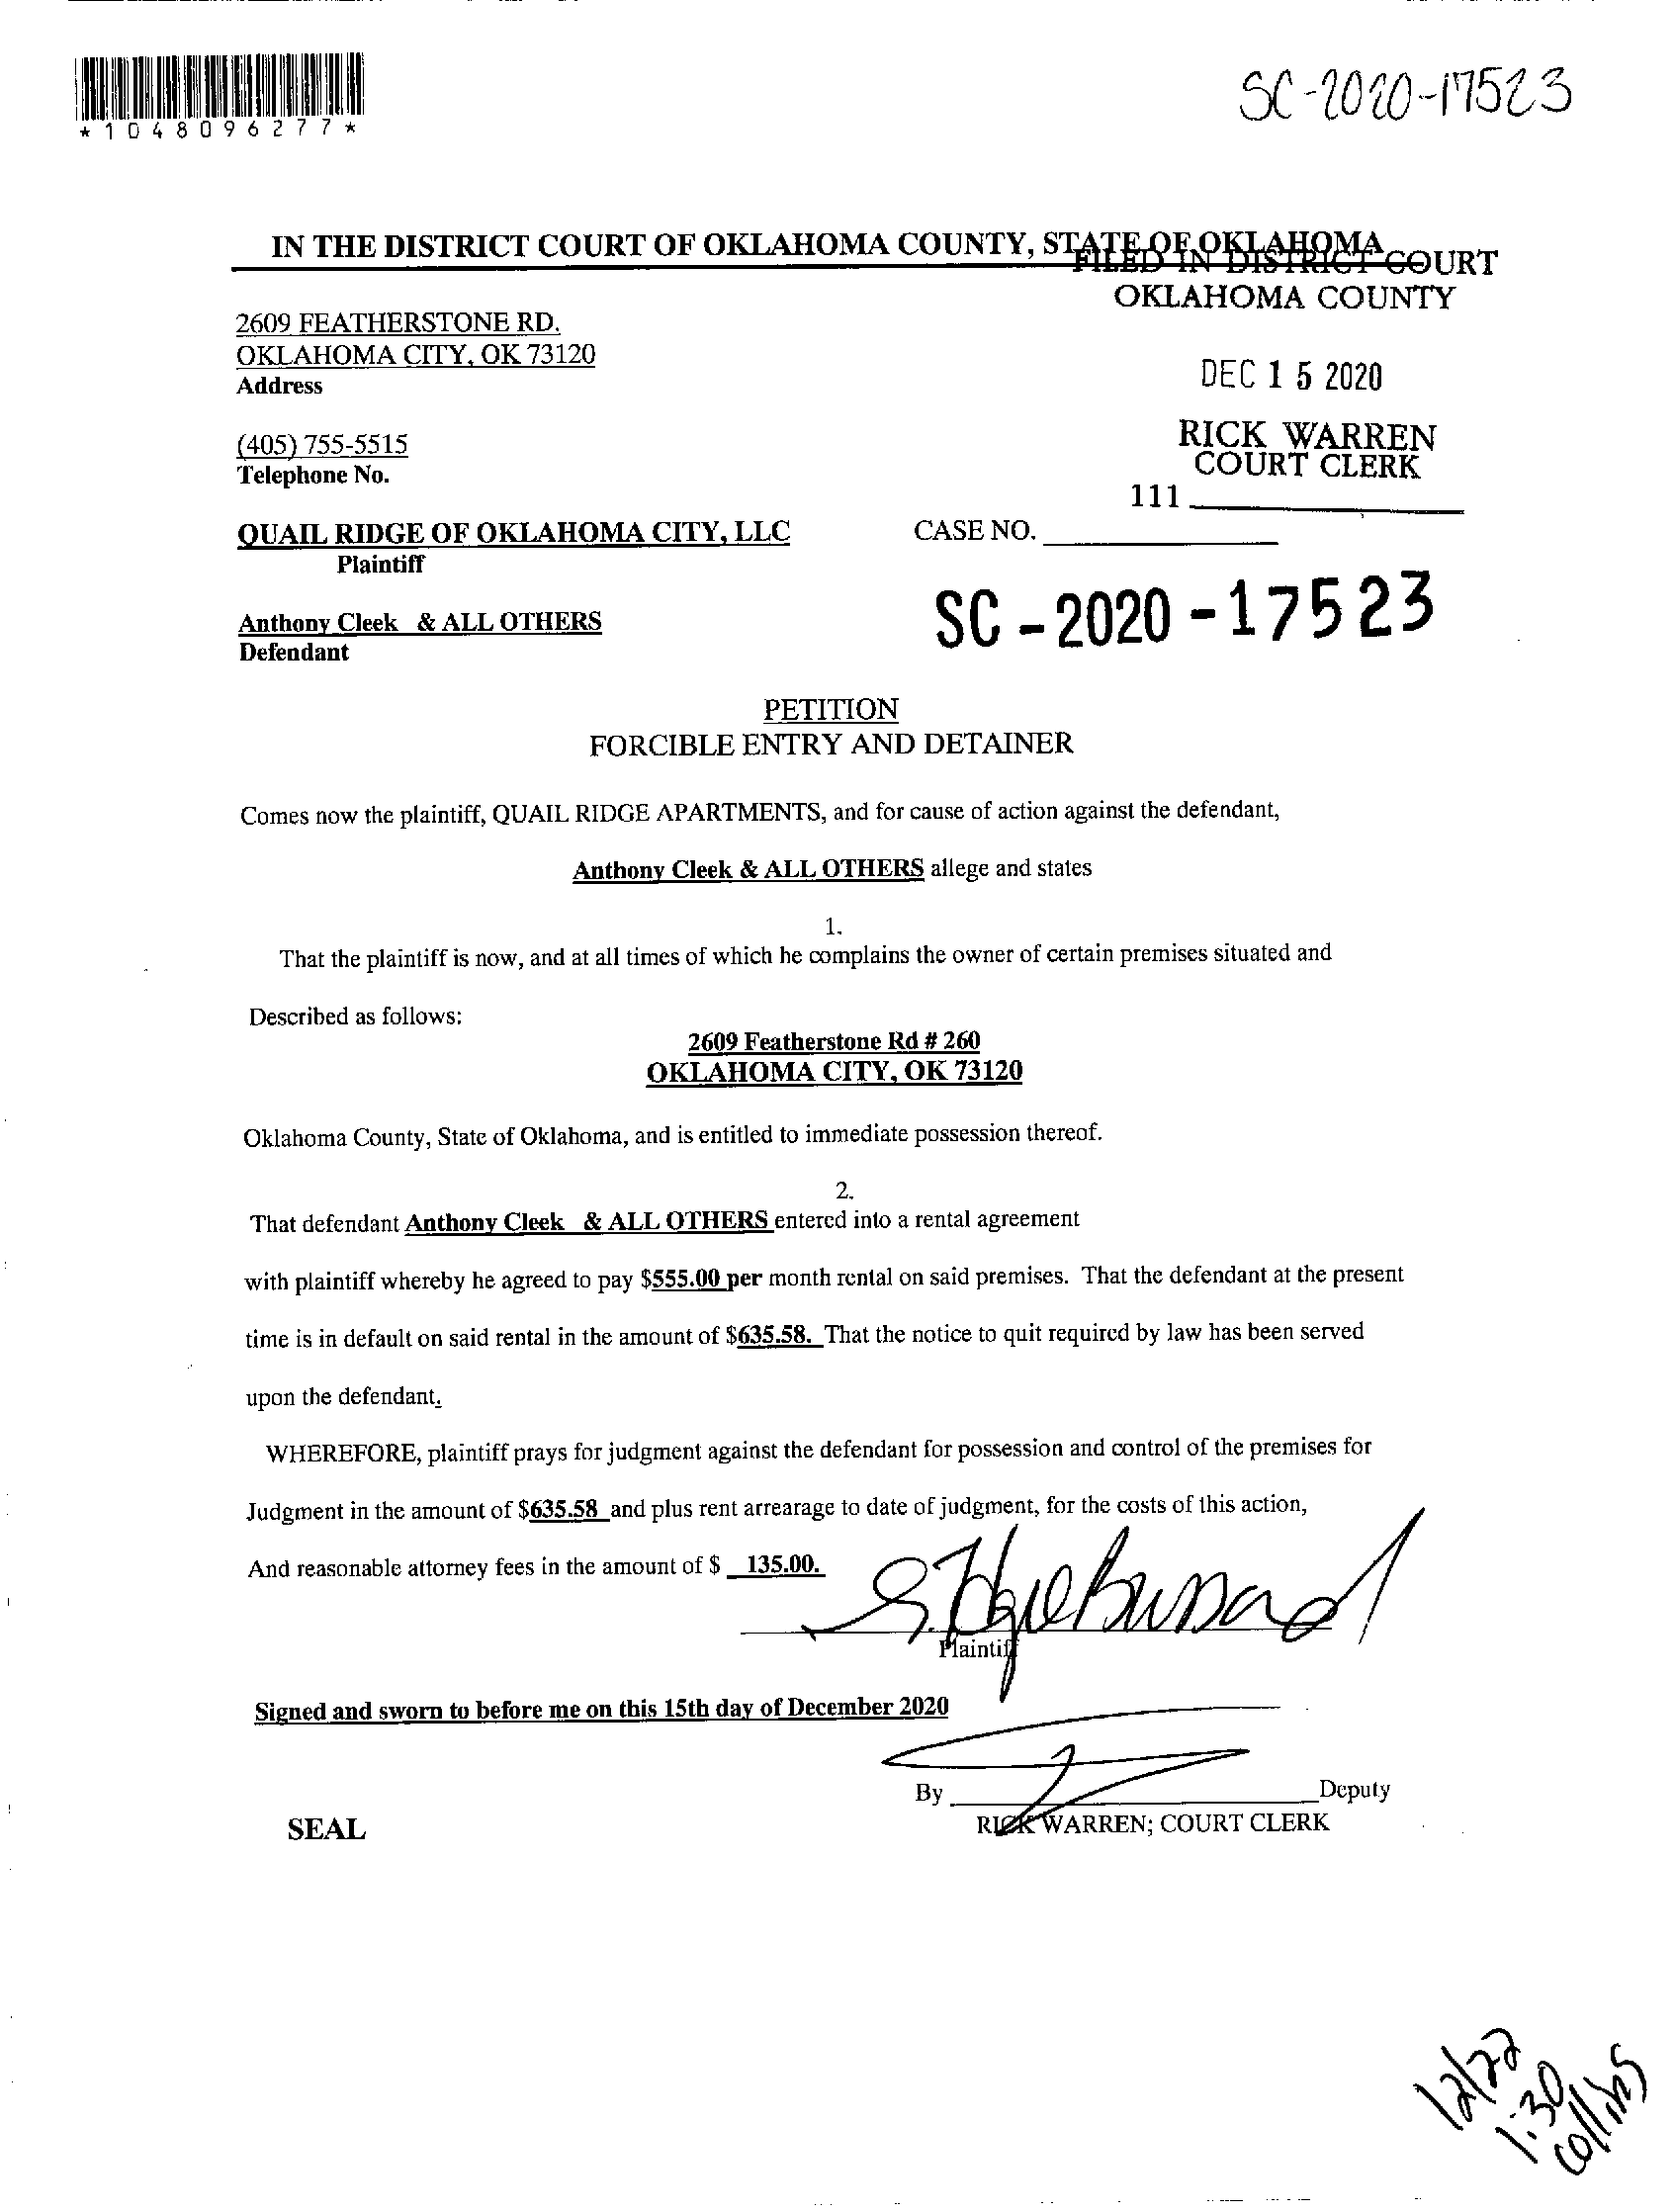 *1048096277*
SC-2020-17523
IN THE DISTRICT COURT OF OKLAHOMA COUNTY, STATE OF OKLAHOMA
FILED IN DISTRICT COURT
OKLAHOMA COUNTY
2609 FEATHERSTONE RD.
OKLAHOMA CITY, OK 73120
Address
DEC 15 2020
(405) 755-5515
Telephone No.
RICK WARREN
COURT CLERK
111
QUAIL RIDGE OF OKLAHOMA CITY, LLC
CASE NO.
Plaintiff
SC-2020-17523
Anthony Cleek & ALL OTHERS
Defendant
PETITION
FORCIBLE ENTRY AND DETAINER
Comes now the plaintiff, QUAIL RIDGE APARTMENTS, and for cause of action against the defendant,
Anthony Cleek & ALL OTHERS allege and states
1.
That the plaintiff is now, and at all times of which he complains the owner of certain premises situated and
Described as follows:
2609 Featherstone Rd # 260
OKLAHOMA CITY, OK 73120
Oklahoma County, State of Oklahoma, and is entitled to immediate possession thereof.
2.
That defendant Anthony Cleek & ALL OTHERS entered into a rental agreement
with plaintiff whereby he agreed to pay $555.00 per month rental on said premises. That the defendant at the present
time is in default on said rental in the amount of $635.58. That the notice to quit required by law has been served
upon the defendant.
WHEREFORE, plaintiff prays for judgment against the defendant for possession and control of the premises for
Judgment in the amount of $635.58 and plus rent arrearage to date of judgment, for the costs of this action,
And reasonable attorney fees in the amount of $ 135.00.
Plaintiff
Signed and sworn to before me on this 15th day of December 2020
By Deputy
RICK WARREN; COURT CLERK
SEAL
12/22
1:30
Collins